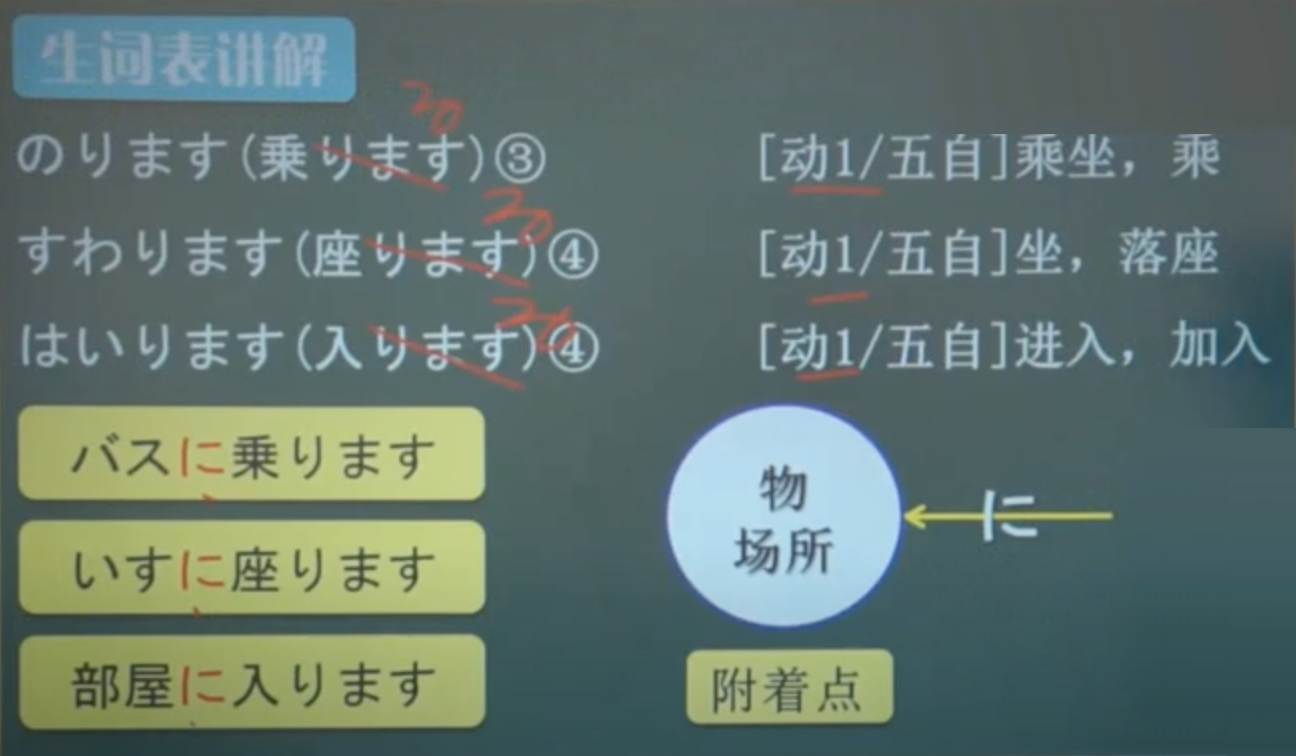 生词表讲解
のります(乗ります)③ [动1/五自]乘坐，乘
すわります(座ります)④ [动1/五自]坐，落座
はいります(入ります)④ [动1/五自]进入，加入
バスに乗ります
いすに座ります
部屋に入ります
物
场所
に
附着点